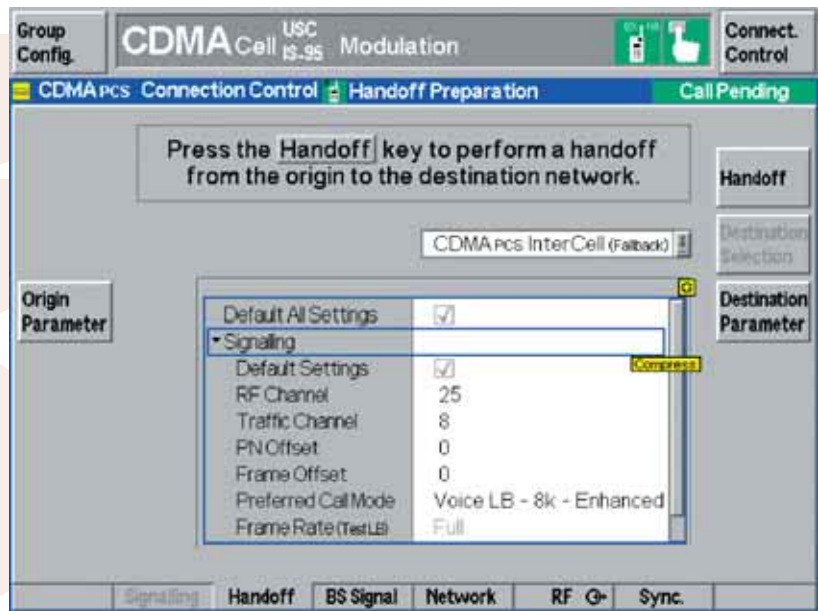 Group Config.
CDMA Cell USC IS-95 Modulation
Connect. Control
CDMA PCS Connection Control Handoff Preparation Call Pending
Press the Handoff key to perform a handoff
from the origin to the destination network.
Handoff
CDMA PCS InterCell (Fallback)
Destination Selection
Origin Parameter
Destination Parameter
Default All Settings
Signaling
Compress
Default Settings
RF Channel 25
Traffic Channel 8
PN Offset 0
Frame Offset 0
Preferred Call Mode Voice LB - 8k - Enhanced
Frame Rate (Test LB) Full
Signalling Handoff BS Signal Network RF Sync.